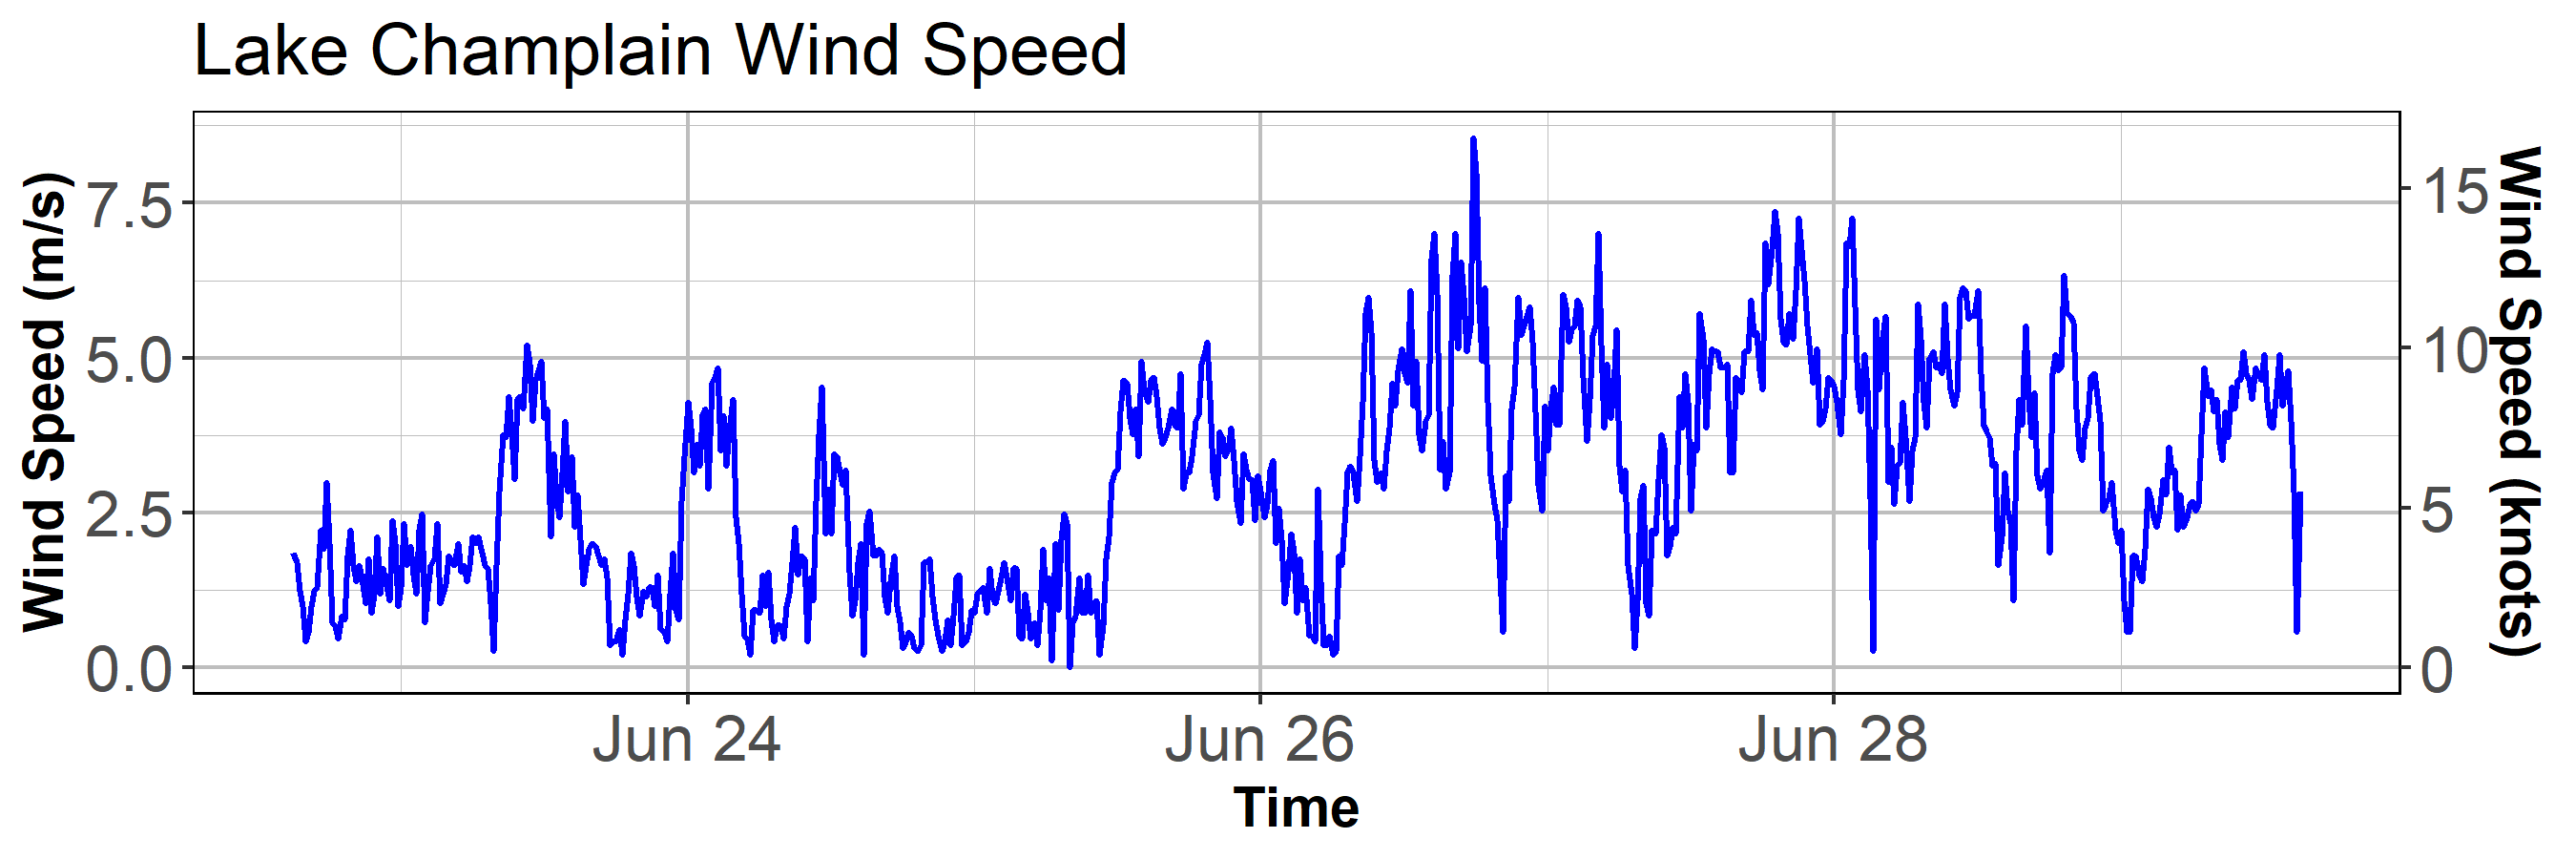 Lake Champlain Wind Speed
Wind Speed (m/s)
7.5
5.0
2.5
0.0
15
10
5
0
Wind Speed (knots)
Jun 24
Jun 26
Jun 28
Time